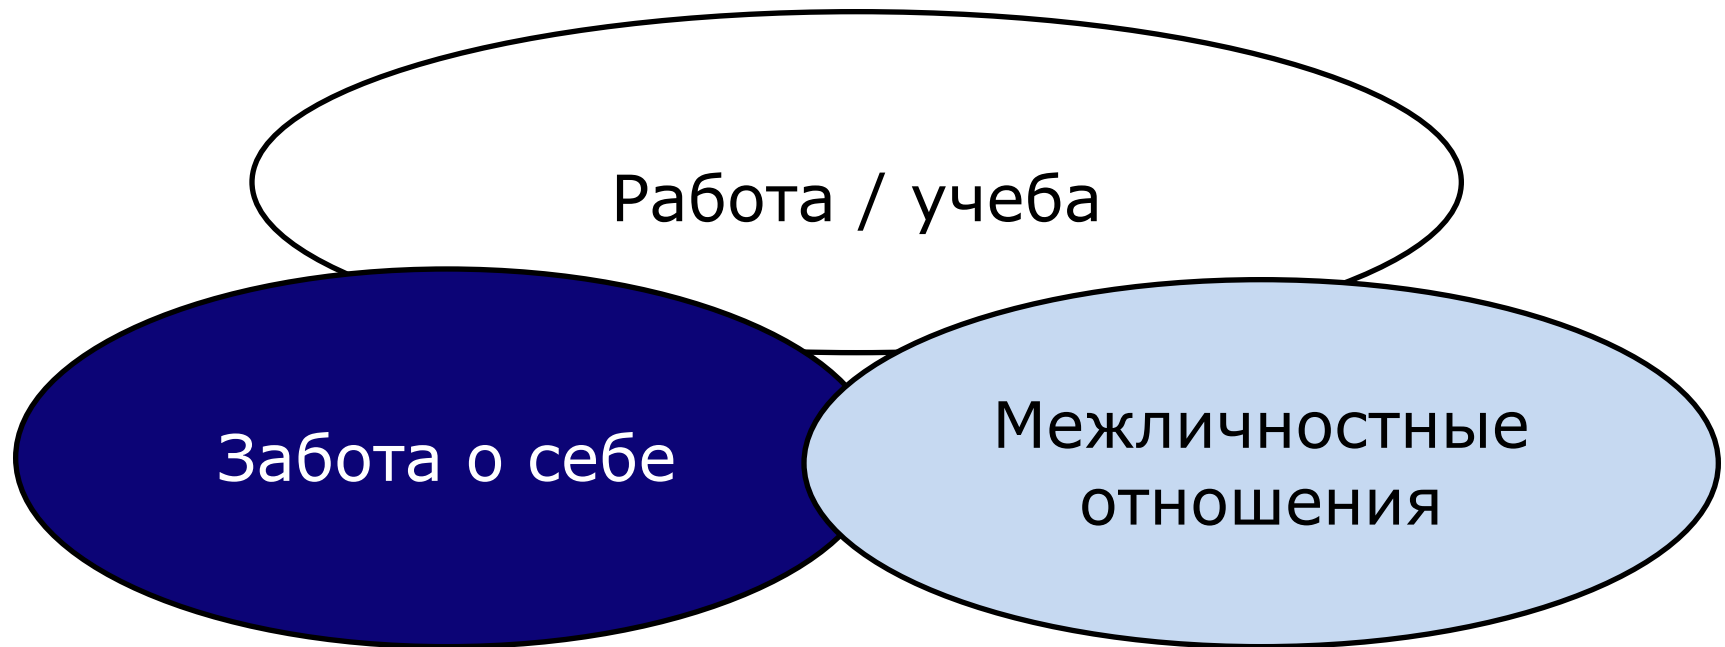 Работа / учеба
Забота о себе
Межличностные
отношения